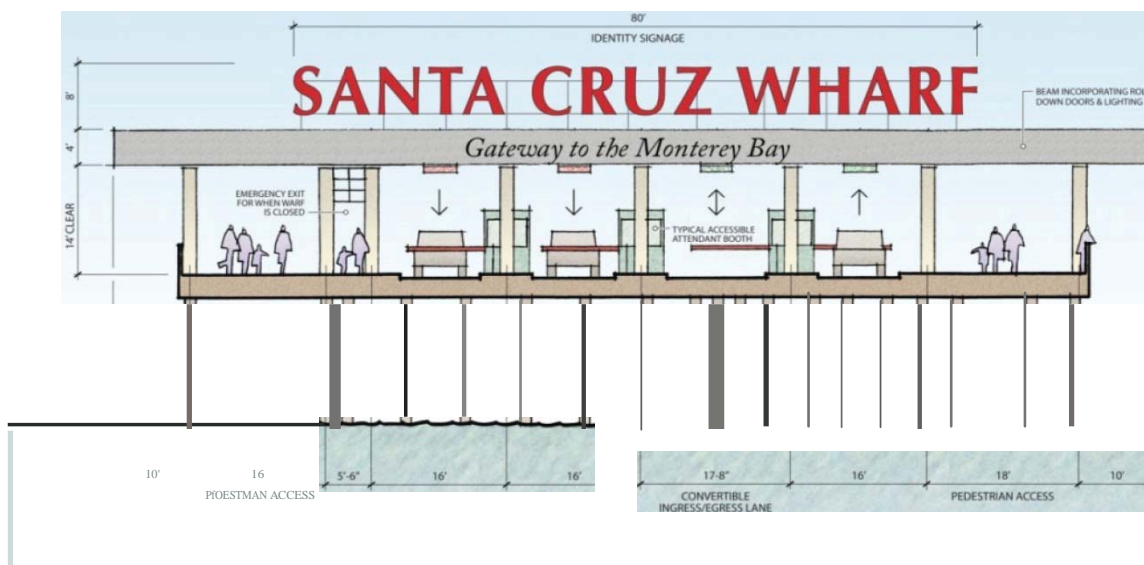 80'
IDENTITY SIGNAGE
SANTA CRUZ WHARF
8'
BEAM INCORPORATING ROL
DOWN DOORS & LIGHTING
4'
Gateway to the Monterey Bay
14' CLEAR
EMERGENCY EXIT
FOR WHEN WARF
IS CLOSED
TYPICAL ACCESSIBLE
ATTENDANT BOOTH
10'
16
5'-6"
16'
16'
17-8"
16'
18'
10'
PfOESTMAN ACCESS
CONVERTIBLE
INGRESS/EGRESS LANE
PEDESTRIAN ACCESS